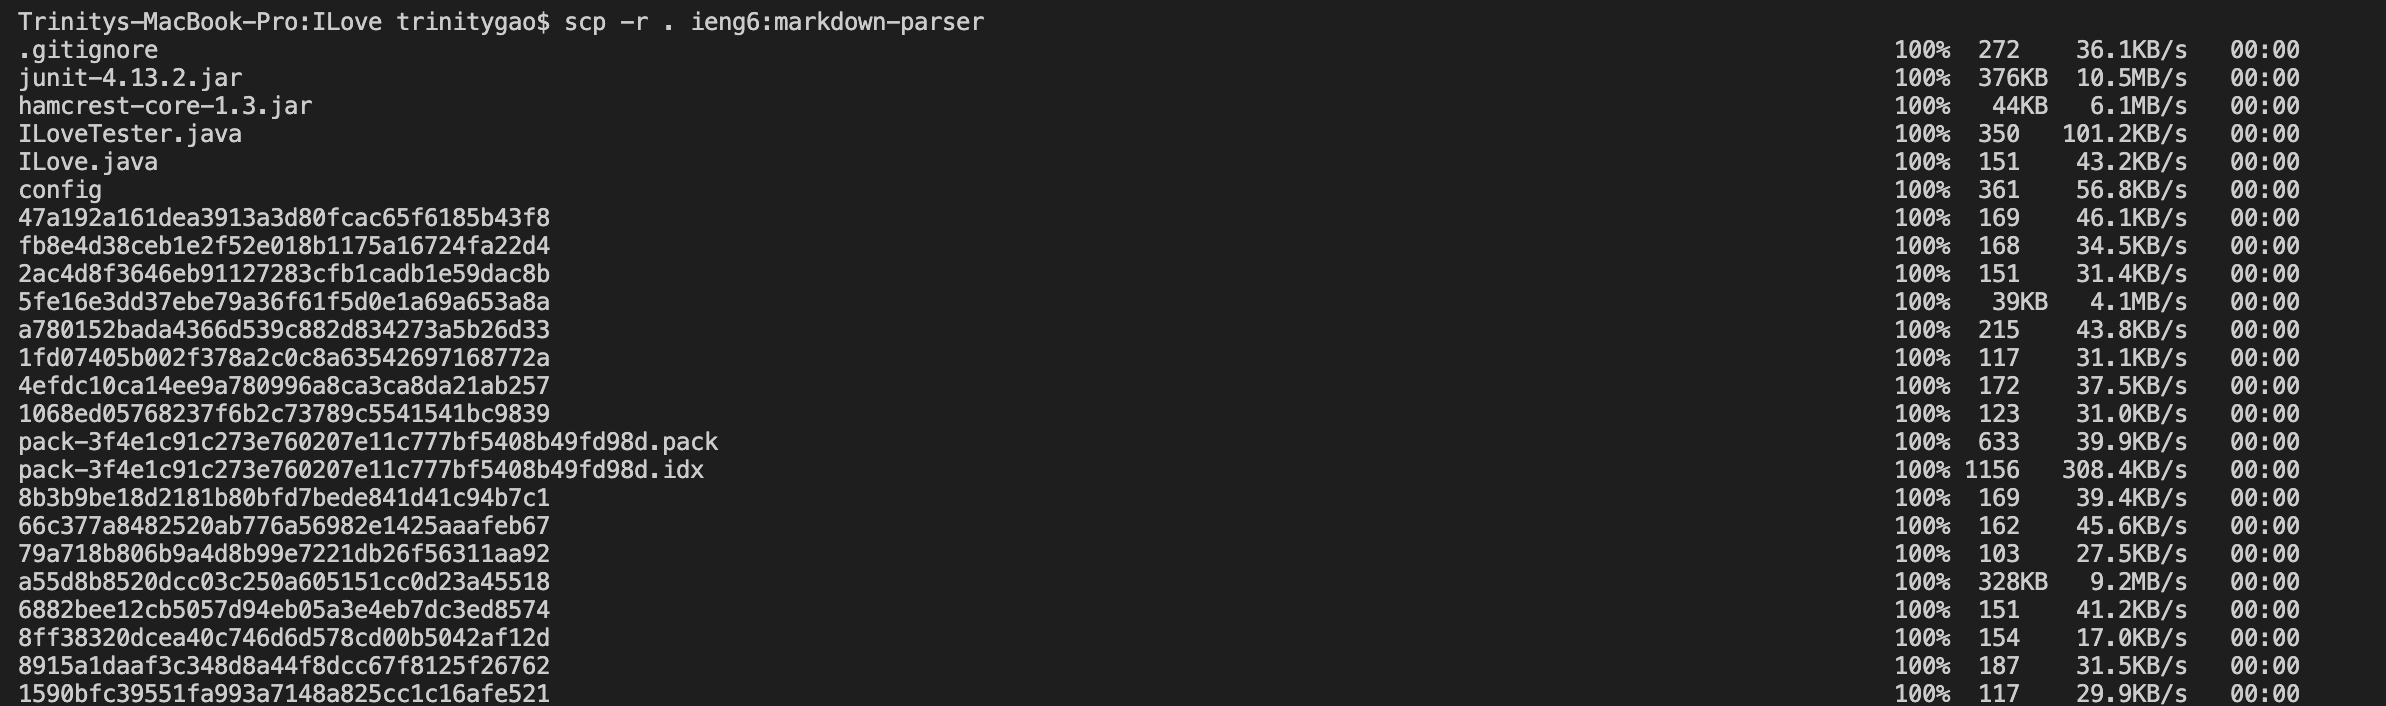 Trinitys-MacBook-Pro:ILove trinitygao$ scp -r . ieng6:markdown-parser
.gitignore 100% 272 36.1KB/s 00:00
junit-4.13.2.jar 100% 376KB 10.5MB/s 00:00
hamcrest-core-1.3.jar 100% 44KB 6.1MB/s 00:00
ILoveTester.java 100% 350 101.2KB/s 00:00
ILove.java 100% 151 43.2KB/s 00:00
config 100% 361 56.8KB/s 00:00
47a192a161dea3913a3d80fcac65f6185b43f8 100% 169 46.1KB/s 00:00
fb8e4d38ceb1e2f52e018b1175a16724fa22d4 100% 168 34.5KB/s 00:00
2ac4d8f3646eb91127283cfb1cadb1e59dac8b 100% 151 31.4KB/s 00:00
5fe16e3dd37ebe79a36f61f5d0e1a69a653a8a 100% 39KB 4.1MB/s 00:00
a780152bada4366d539c882d834273a5b26d33 100% 215 43.8KB/s 00:00
1fd07405b002f378a2c0c8a63542697168772a 100% 117 31.1KB/s 00:00
4efdc10ca14ee9a780996a8ca3ca8da21ab257 100% 172 37.5KB/s 00:00
1068ed05768237f6b2c73789c5541541bc9839 100% 123 31.0KB/s 00:00
pack-3f4e1c91c273e760207e11c777bf5408b49fd98d.pack 100% 633 39.9KB/s 00:00
pack-3f4e1c91c273e760207e11c777bf5408b49fd98d.idx 100% 1156 308.4KB/s 00:00
8b3b9be18d2181b80bfd7bede841d41c94b7c1 100% 169 39.4KB/s 00:00
66c377a8482520ab776a56982e1425aaafeb67 100% 162 45.6KB/s 00:00
79a718b806b9a4d8b99e7221db26f56311aa92 100% 103 27.5KB/s 00:00
a55d8b8520dcc03c250a605151cc0d23a45518 100% 328KB 9.2MB/s 00:00
6882bee12cb5057d94eb05a3e4eb7dc3ed8574 100% 151 41.2KB/s 00:00
8ff38320dcea40c746d6d578cd00b5042af12d 100% 154 17.0KB/s 00:00
8915a1daaf3c348d8a44f8dcc67f8125f26762 100% 187 31.5KB/s 00:00
1590bfc39551fa993a7148a825cc1c16afe521 100% 117 29.9KB/s 00:00